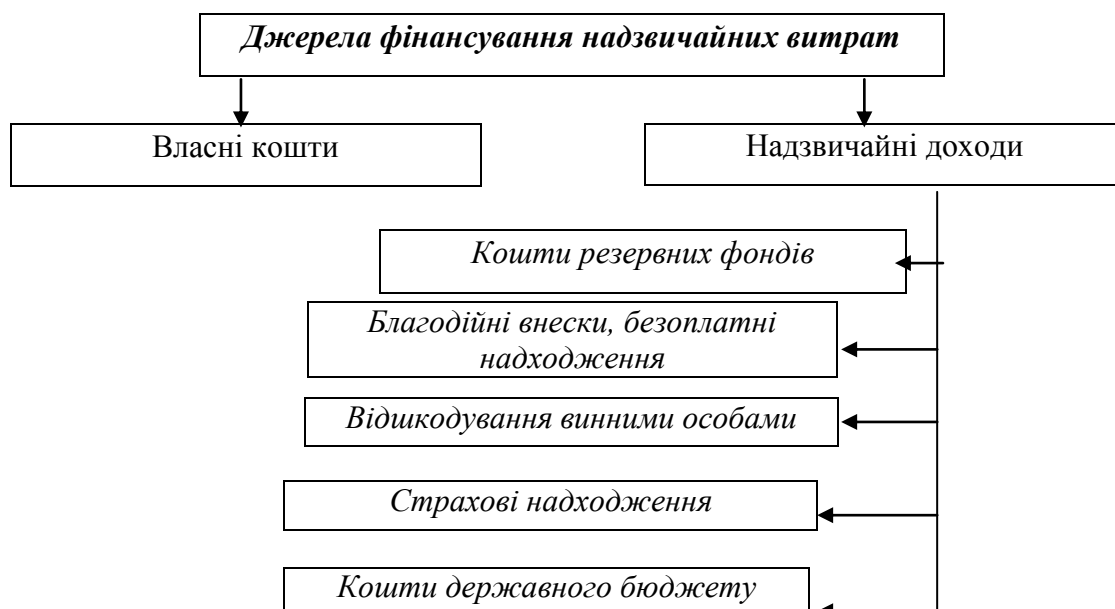 Джерела фінансування надзвичайних витрат
Власні кошти
Надзвичайні доходи
Кошти резервних фондів
Благодійні внески, безоплатні
надходження
Відшкодування винними особами
Страхові надходження
Кошти державного бюджету